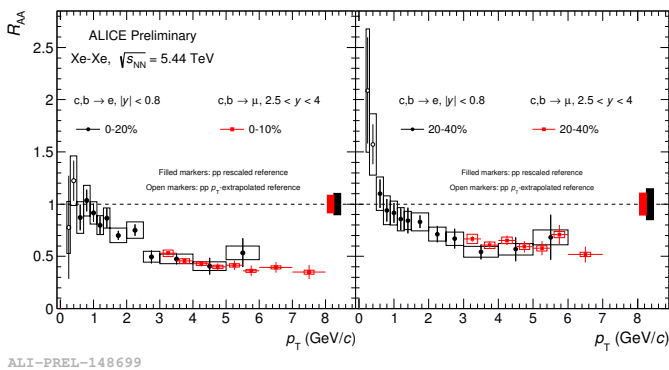 R_AA
ALICE Preliminary
Xe-Xe, √s_NN = 5.44 TeV
c,b → e, |y| < 0.8
c,b → μ, 2.5 < y < 4
0-20%
0-10%
Filled markers: pp rescaled reference
Open markers: pp p_T-extrapolated reference
c,b → e, |y| < 0.8
c,b → μ, 2.5 < y < 4
20-40%
20-40%
Filled markers: pp rescaled reference
Open markers: pp p_T-extrapolated reference
2.5
2
1.5
1
0.5
0
0 1 2 3 4 5 6 7 8
1 2 3 4 5 6 7 8
p_T (GeV/c)
p_T (GeV/c)
ALI-PREL-148699